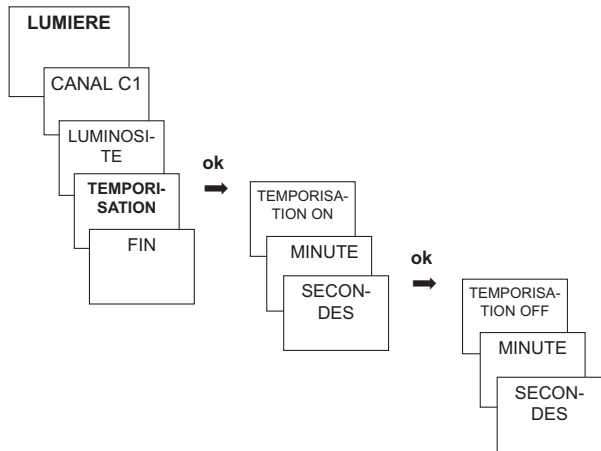 LUMIERE
CANAL C1
LUMINOSI-
TE
TEMPORI-
SATION
FIN
ok
TEMPORISA-
TION ON
MINUTE
SECON-
DES
ok
TEMPORISA-
TION OFF
MINUTE
SECON-
DES